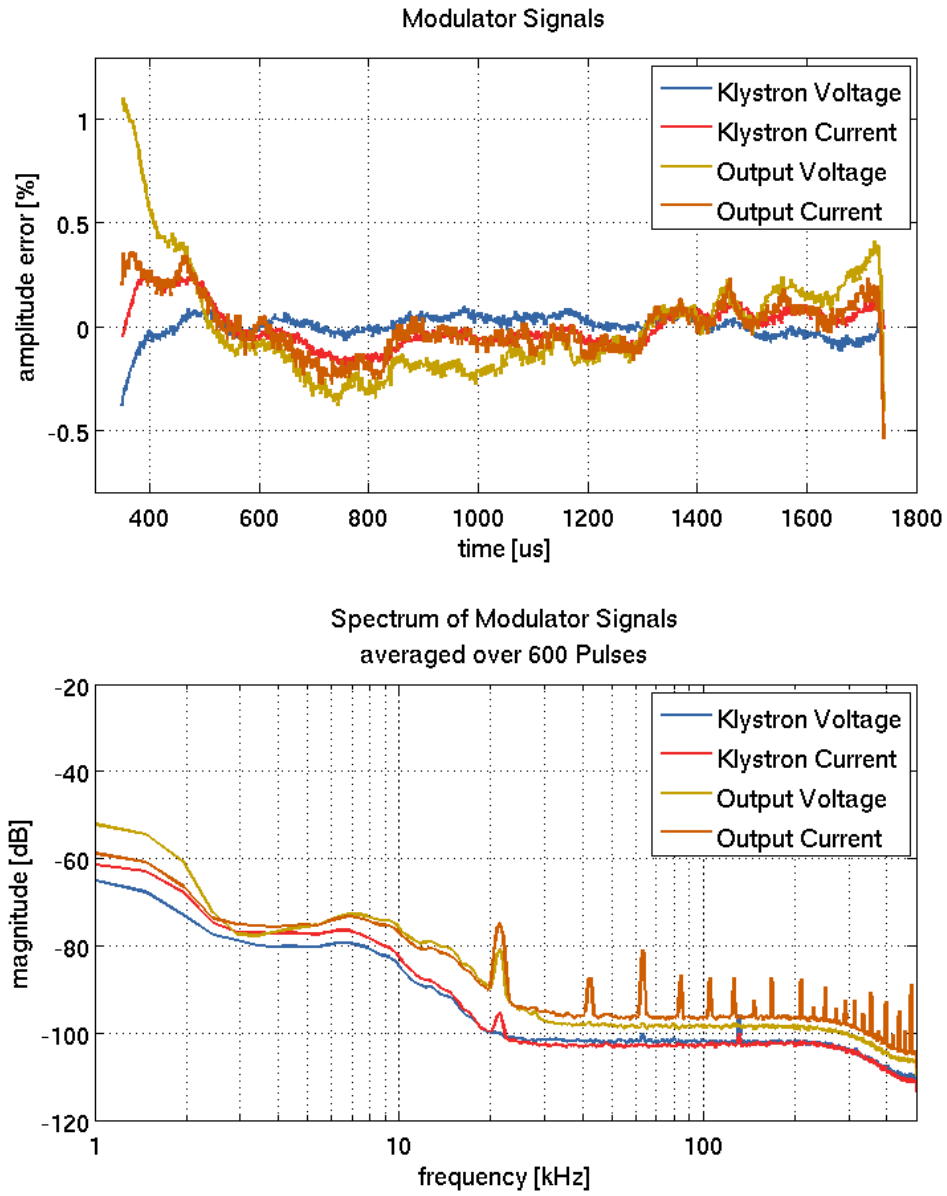 Modulator Signals
Klystron Voltage
Klystron Current
Output Voltage
Output Current
amplitude error [%]
1
0.5
0
-0.5
400 600 800 1000 1200 1400 1600 1800
time [us]
Spectrum of Modulator Signals
averaged over 600 Pulses
Klystron Voltage
Klystron Current
Output Voltage
Output Current
magnitude [dB]
-20
-40
-60
-80
-100
-120
1 10 100
frequency [kHz]